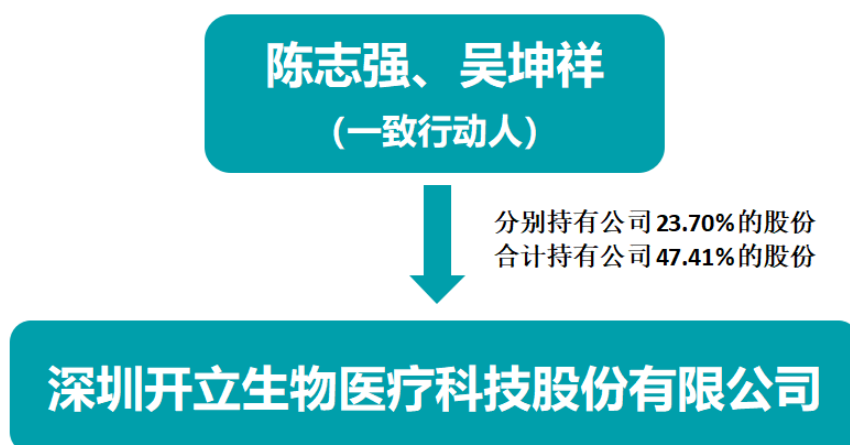 陈志强、吴坤祥
（一致行动人）
分别持有公司23.70%的股份
合计持有公司47.41%的股份
深圳开立生物医疗科技股份有限公司